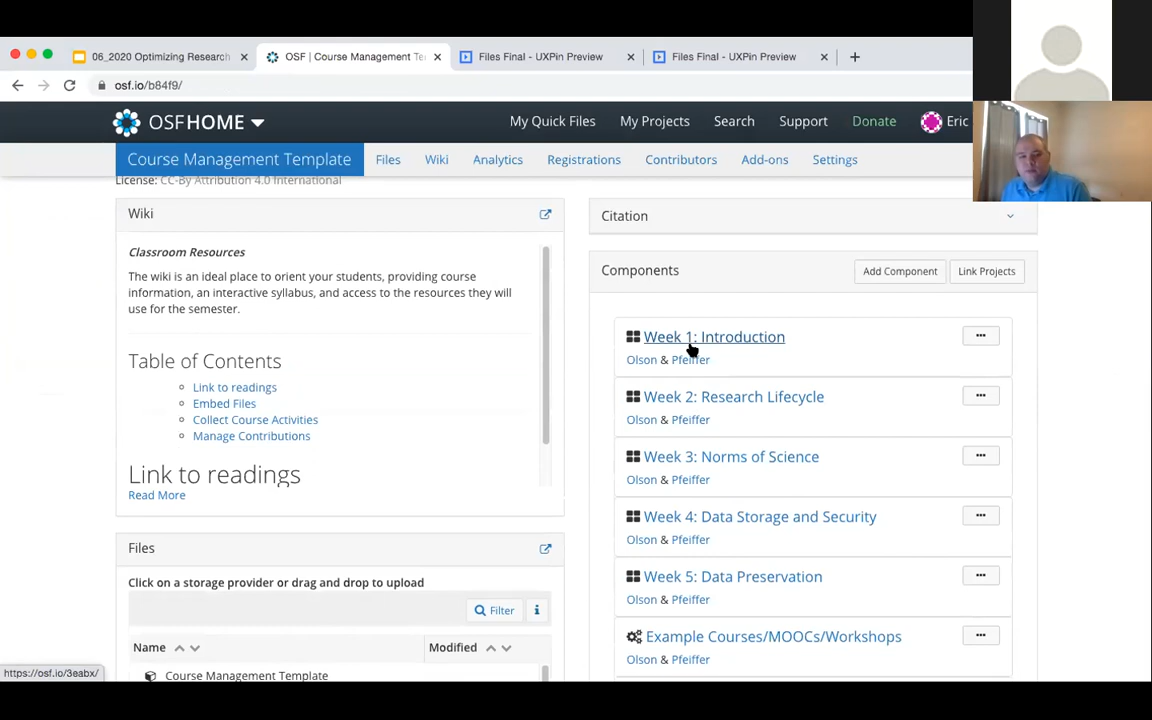 06_2020 Optimizing Research
OSF | Course Management Te
Files Final - UXPin Preview
Files Final - UXPin Preview
osf.io/b84f9/
OSFHOME
My Quick Files
My Projects
Search
Support
Donate
Eric
Course Management Template
Files
Wiki
Analytics
Registrations
Contributors
Add-ons
Settings
License: CC-By Attribution 4.0 International
Wiki
Classroom Resources
The wiki is an ideal place to orient your students, providing course
information, an interactive syllabus, and access to the resources they will
use for the semester.
Table of Contents
Link to readings
Embed Files
Collect Course Activities
Manage Contributions
Link to readings
Read More
Files
Click on a storage provider or drag and drop to upload
Filter
Name
Modified
Course Management Template
Citation
Components
Add Component
Link Projects
Week 1: Introduction
Olson & Pfeiffer
Week 2: Research Lifecycle
Olson & Pfeiffer
Week 3: Norms of Science
Olson & Pfeiffer
Week 4: Data Storage and Security
Olson & Pfeiffer
Week 5: Data Preservation
Olson & Pfeiffer
Example Courses/MOOCs/Workshops
Olson & Pfeiffer
https://osf.io/3eabx/